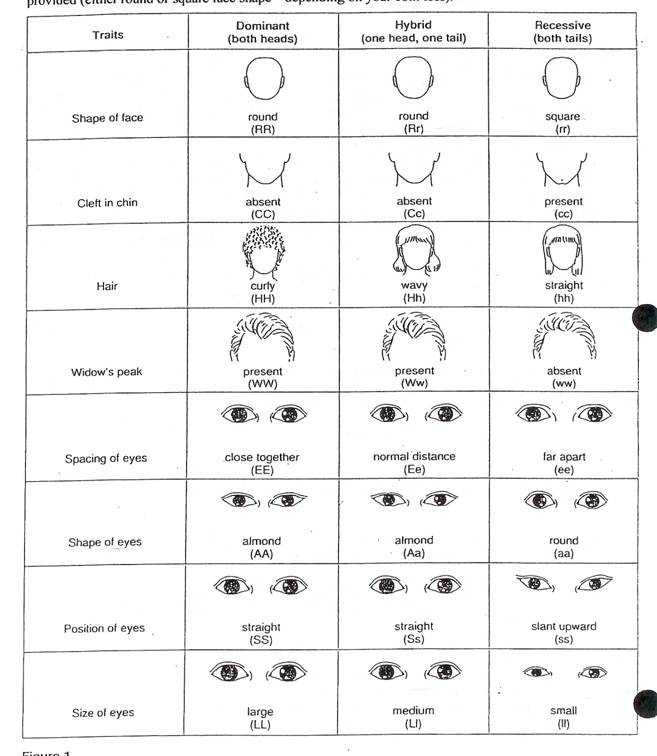 provided (either round or square face shape - depending on your coin toss).
Traits Dominant Hybrid Recessive
(both heads) (one head, one tail) (both tails)
Shape of face round round square
(RR) (Rr) (rr)
Cleft in chin absent absent present
(CC) (Cc) (cc)
Hair curly wavy straight
(HH) (Hh) (hh)
Widow's peak present present absent
(WW) (Ww) (ww)
Spacing of eyes close together normal distance far apart
(EE) (Ee) (ee)
Shape of eyes almond almond round
(AA) (Aa) (aa)
Position of eyes straight straight slant upward
(SS) (Ss) (ss)
Size of eyes large medium small
(LL) (Ll) (ll)
Figure 1